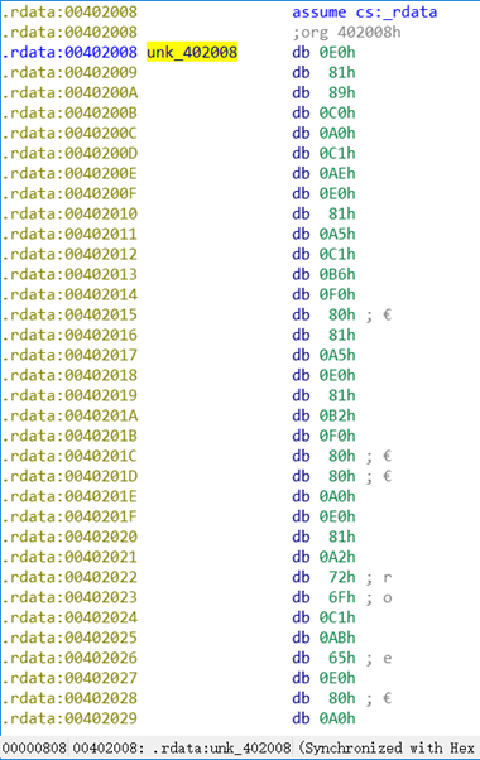 .rdata:00402008 assume cs:_rdata
.rdata:00402008 ;org 402008h
.rdata:00402008 unk_402008 db 0E0h
.rdata:00402009 db 81h
.rdata:0040200A db 89h
.rdata:0040200B db 0C0h
.rdata:0040200C db 0A0h
.rdata:0040200D db 0C1h
.rdata:0040200E db 0AEh
.rdata:0040200F db 0E0h
.rdata:00402010 db 81h
.rdata:00402011 db 0A5h
.rdata:00402012 db 0C1h
.rdata:00402013 db 0B6h
.rdata:00402014 db 0F0h
.rdata:00402015 db 80h ; €
.rdata:00402016 db 81h
.rdata:00402017 db 0A5h
.rdata:00402018 db 0E0h
.rdata:00402019 db 81h
.rdata:0040201A db 0B2h
.rdata:0040201B db 0F0h
.rdata:0040201C db 80h ; €
.rdata:0040201D db 80h ; €
.rdata:0040201E db 0A0h
.rdata:0040201F db 0E0h
.rdata:00402020 db 81h
.rdata:00402021 db 0A2h
.rdata:00402022 db 72h ; r
.rdata:00402023 db 6Fh ; o
.rdata:00402024 db 0C1h
.rdata:00402025 db 0ABh
.rdata:00402026 db 65h ; e
.rdata:00402027 db 0E0h
.rdata:00402028 db 80h ; €
.rdata:00402029 db 0A0h
00000808 00402008: .rdata:unk_402008 (Synchronized with Hex